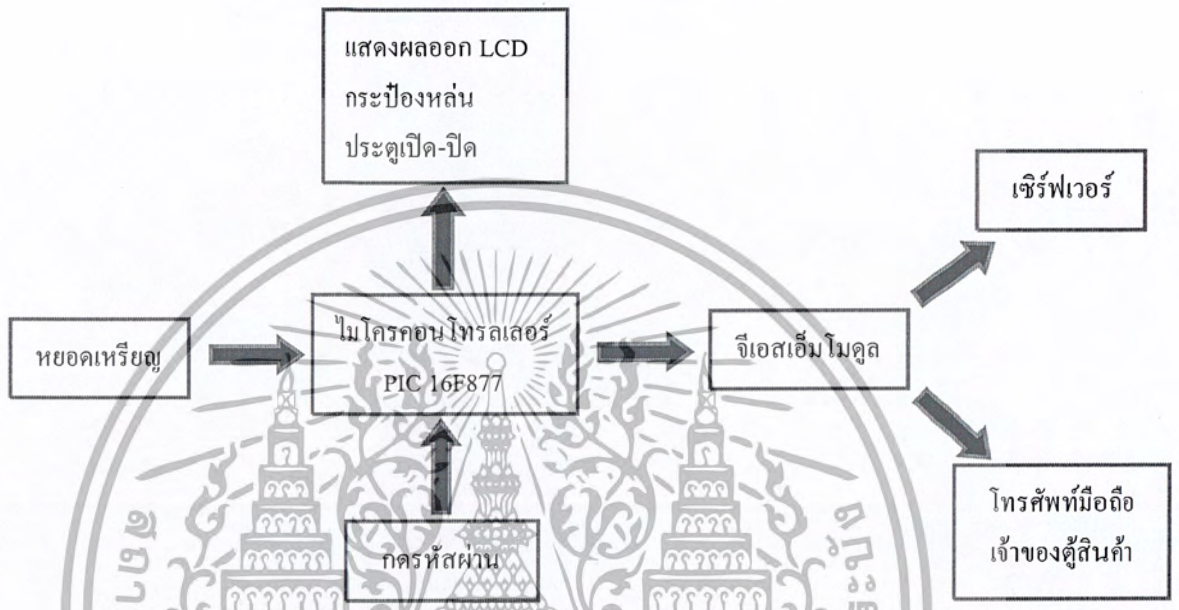 แสดงผลออก LCD
กระป๋องหล่น
ประตูเปิด-ปิด
เซิร์ฟเวอร์
หยอดเหรียญ
ไมโครคอนโทรลเลอร์
PIC 16F877
จีเอสเอ็มโมดูล
กดรหัสผ่าน
โทรศัพท์มือถือ
เจ้าของตู้สินค้า